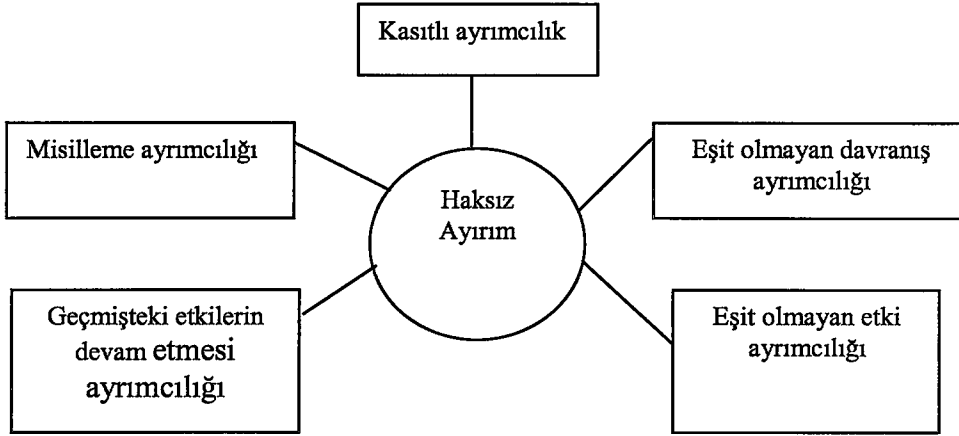 Kasıtlı ayrımcılık
Misilleme ayrımcılığı
Eşit olmayan davranış
ayrımcılığı
Haksız
Ayırım
Geçmişteki etkilerin
devam etmesi
ayrımcılığı
Eşit olmayan etki
ayrımcılığı